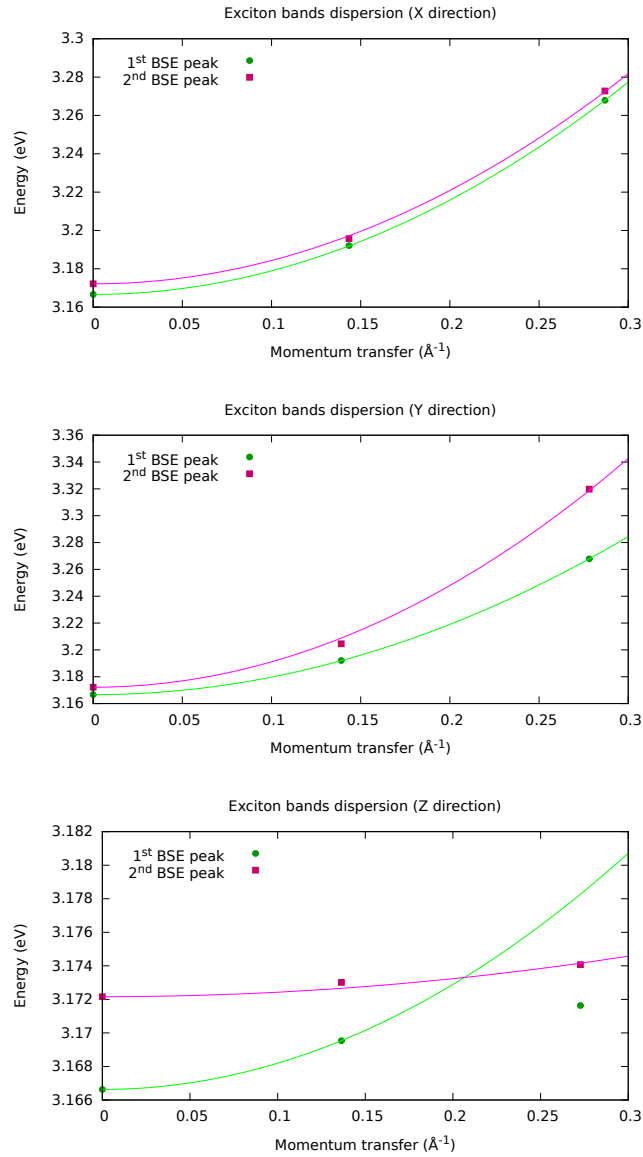 Exciton bands dispersion (X direction)
3.3
3.28
3.26
3.24
3.22
3.2
3.18
3.16
Energy (eV)
1st BSE peak
2nd BSE peak
0 0.05 0.1 0.15 0.2 0.25 0.3
Momentum transfer (Å-1)
Exciton bands dispersion (Y direction)
3.36
3.34
3.32
3.3
3.28
3.26
3.24
3.22
3.2
3.18
3.16
Energy (eV)
1st BSE peak
2nd BSE peak
0 0.05 0.1 0.15 0.2 0.25 0.3
Momentum transfer (Å-1)
Exciton bands dispersion (Z direction)
3.182
3.18
3.178
3.176
3.174
3.172
3.17
3.168
3.166
Energy (eV)
1st BSE peak
2nd BSE peak
0 0.05 0.1 0.15 0.2 0.25 0.3
Momentum transfer (Å-1)